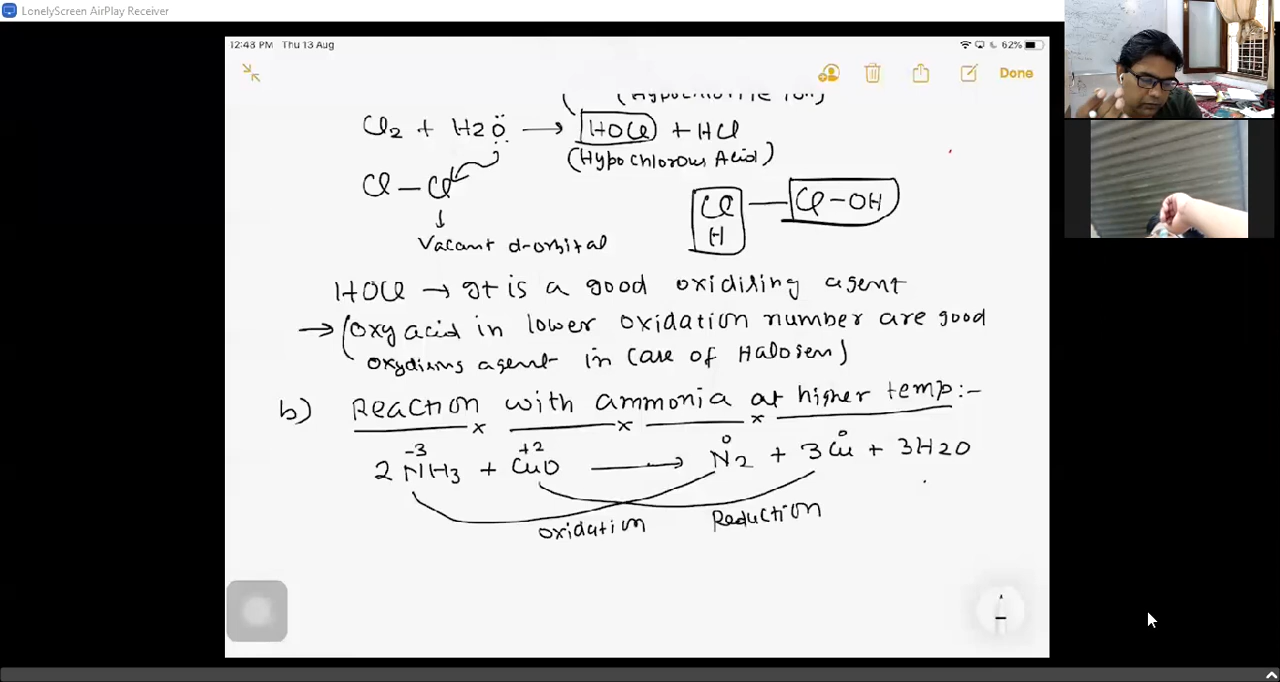 LonelyScreen AirPlay Receiver
12:43 PM Thu 13 Aug
62%
Done
Cl2 + H2O → HOCl + HCl
(Hypochlorous Acid)
Cl — Cl
Cl — Cl-OH
H
↓
Vacant d-orbital
HOCl → It is a good oxidising agent
→ (Oxy acid in lower oxidation number are good
oxydising agent in case of Halogen)
b) Reaction with ammonia at higher temp:-
x x x
-3 +2 0 0
2 NH3 + CuO → N2 + 3Cu + 3H2O
Oxidation Reduction